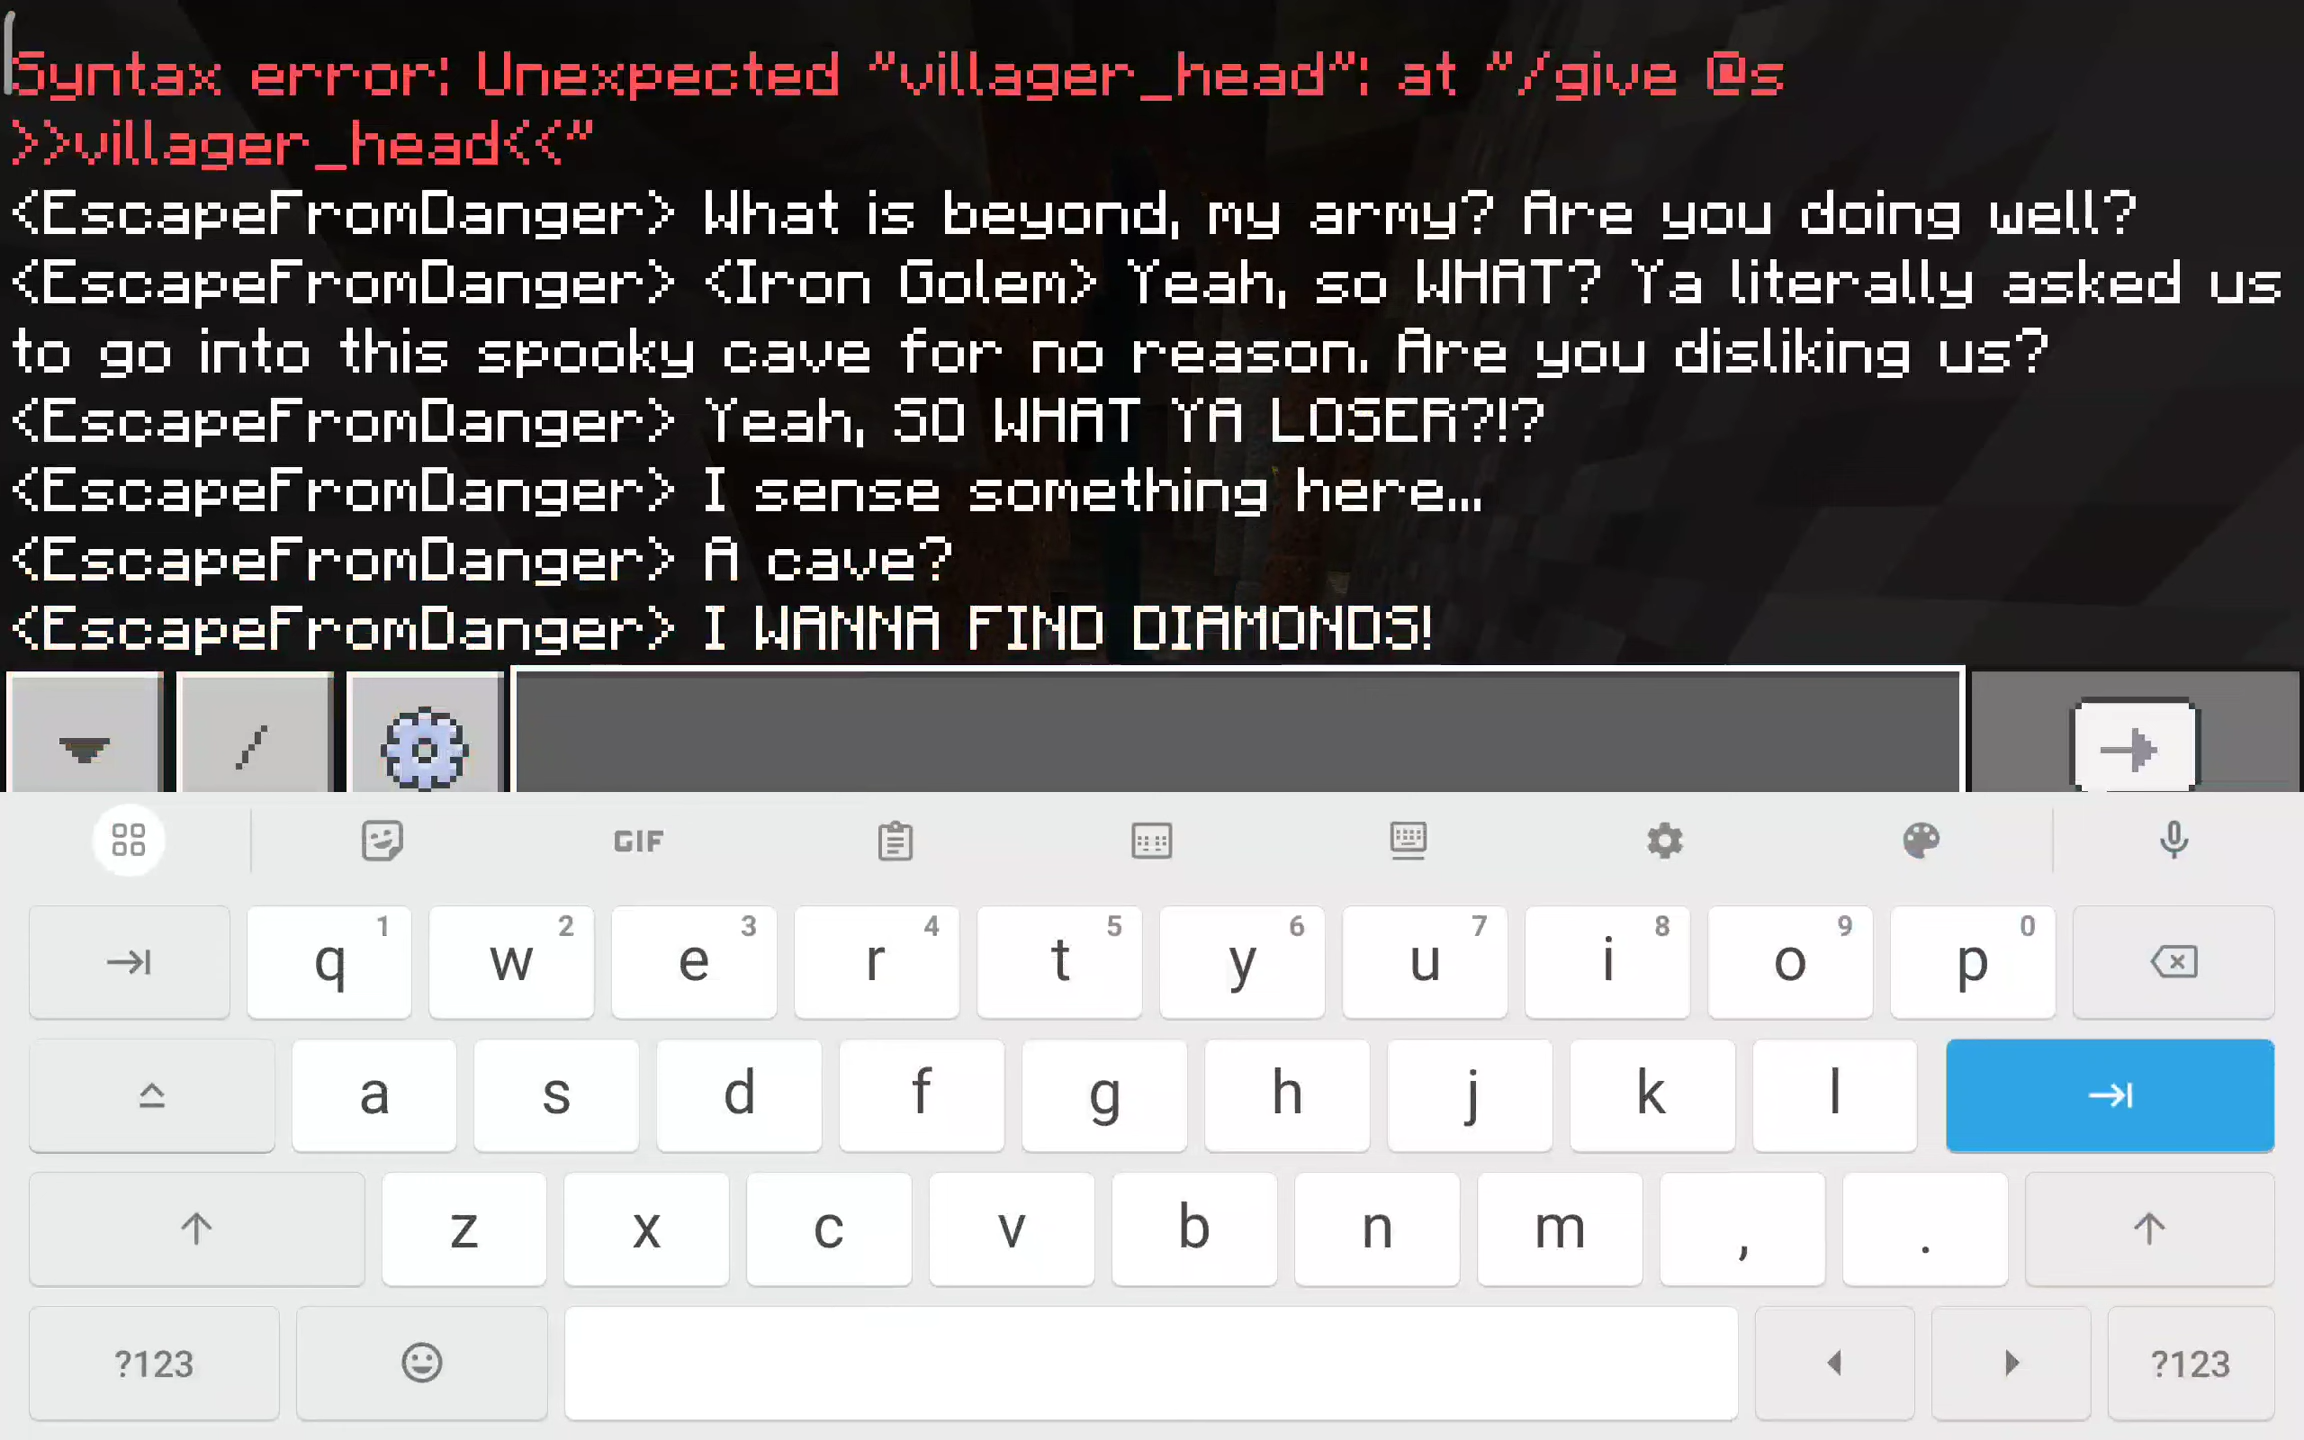 Syntax error: Unexpected "villager_head": at "/give @s
>>villager_head<<"
<EscapeFromDanger> What is beyond, my army? Are you doing well?
<EscapeFromDanger> <Iron Golem> Yeah, so WHAT? Ya literally asked us
to go into this spooky cave for no reason. Are you disliking us?
<EscapeFromDanger> Yeah, SO WHAT YA LOSER?!?
<EscapeFromDanger> I sense something here...
<EscapeFromDanger> A cave?
<EscapeFromDanger> I WANNA FIND DIAMONDS!
/
GIF
q 1 w 2 e 3 r 4 t 5 y 6 u 7 i 8 o 9 p 0
a s d f g h j k l
z x c v b n m , .
?123 ?123